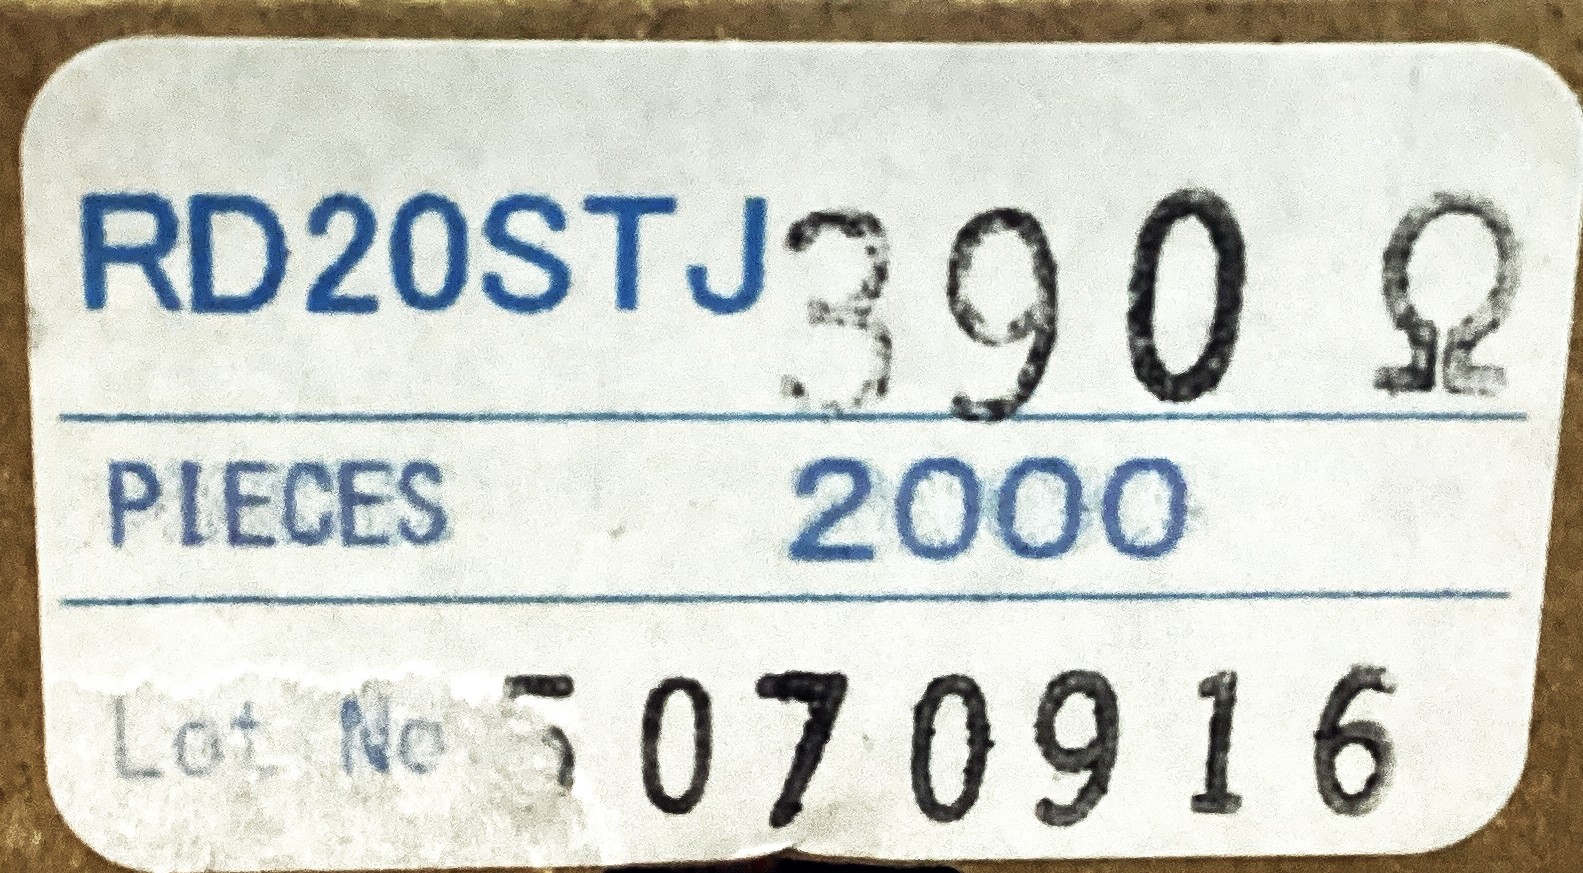 RD20STJ 390 Ω
PIECES 2000
Lot No 5070916